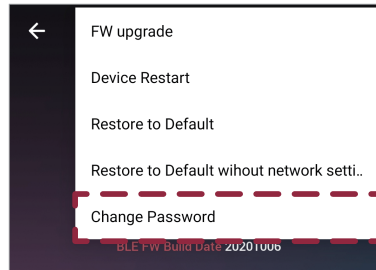 FW upgrade
Device Restart
Restore to Default
Restore to Default wihout network setti..
Change Password
BLE FW Build Date 20201006